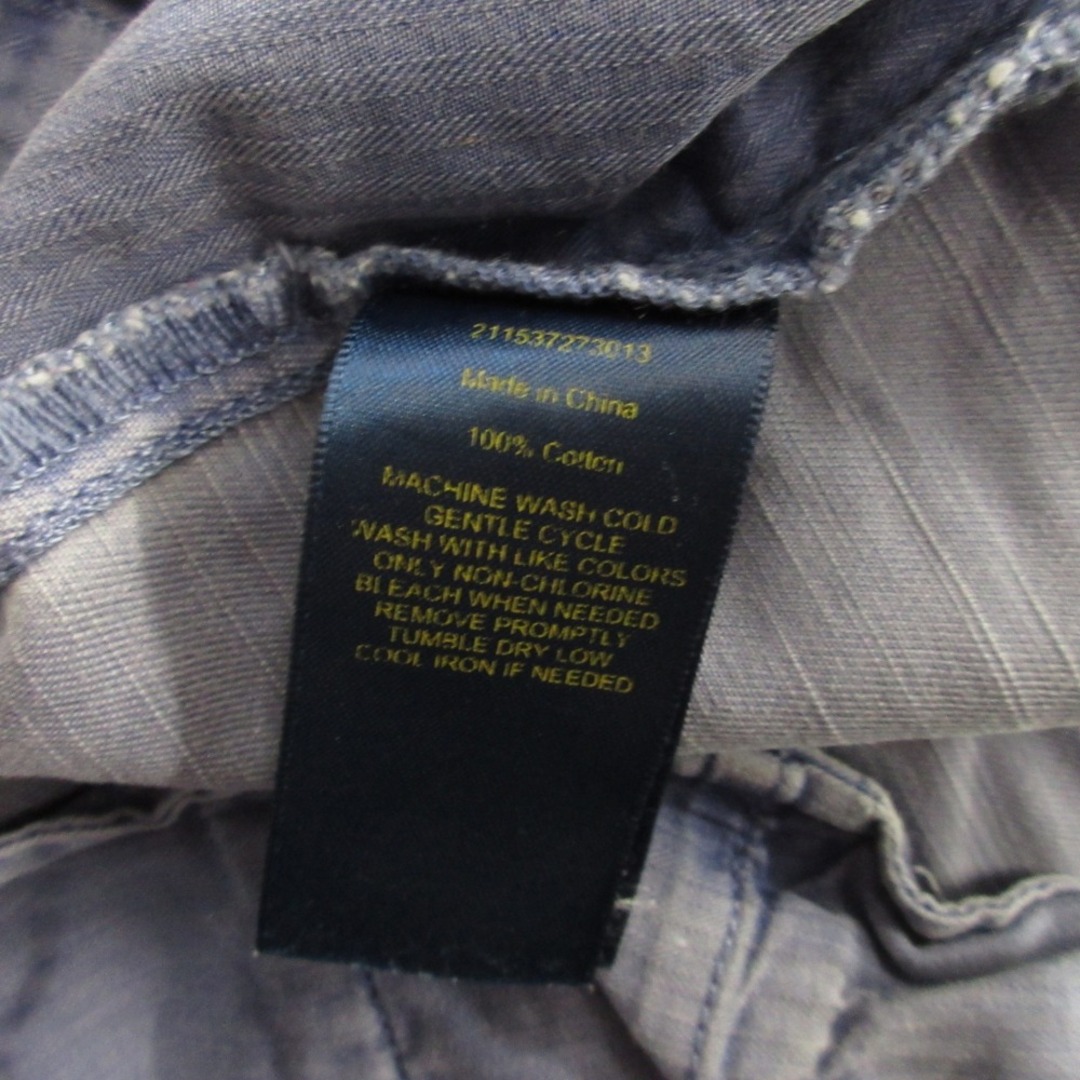 211537273013
Made in China
100% Cotton
MACHINE WASH COLD
GENTLE CYCLE
WASH WITH LIKE COLORS
ONLY NON-CHLORINE
BLEACH WHEN NEEDED
REMOVE PROMPTLY
TUMBLE DRY LOW
COOL IRON IF NEEDED